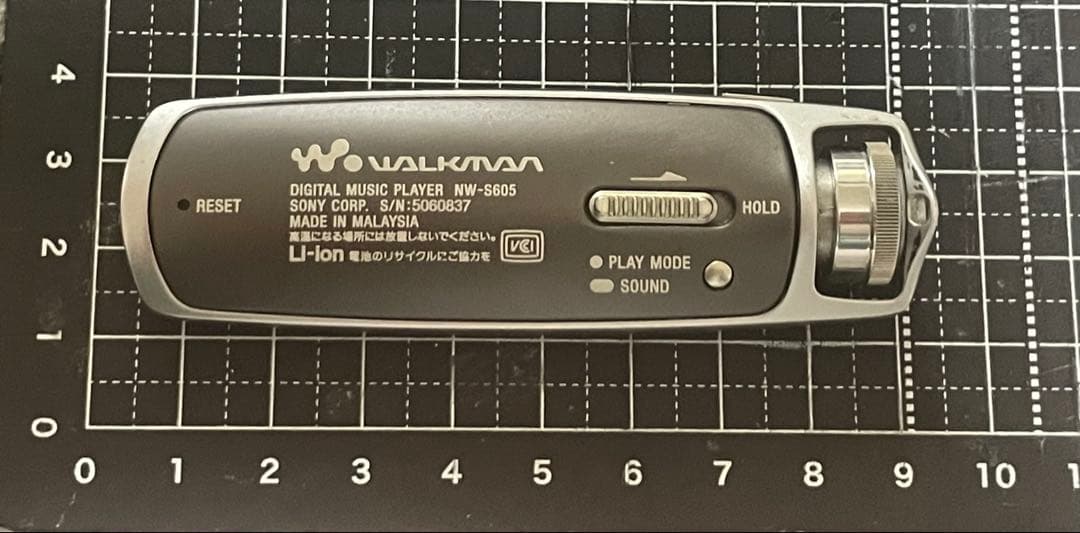 4
3
2
1
0
WALKMAN
DIGITAL MUSIC PLAYER NW-S605
SONY CORP. S/N:5060837
MADE IN MALAYSIA
高温になる場所には放置しないでください。
Li-ion 電池のリサイクルにご協力を
VCI
RESET
HOLD
PLAY MODE
SOUND
0 1 2 3 4 5 6 7 8 9 10 1